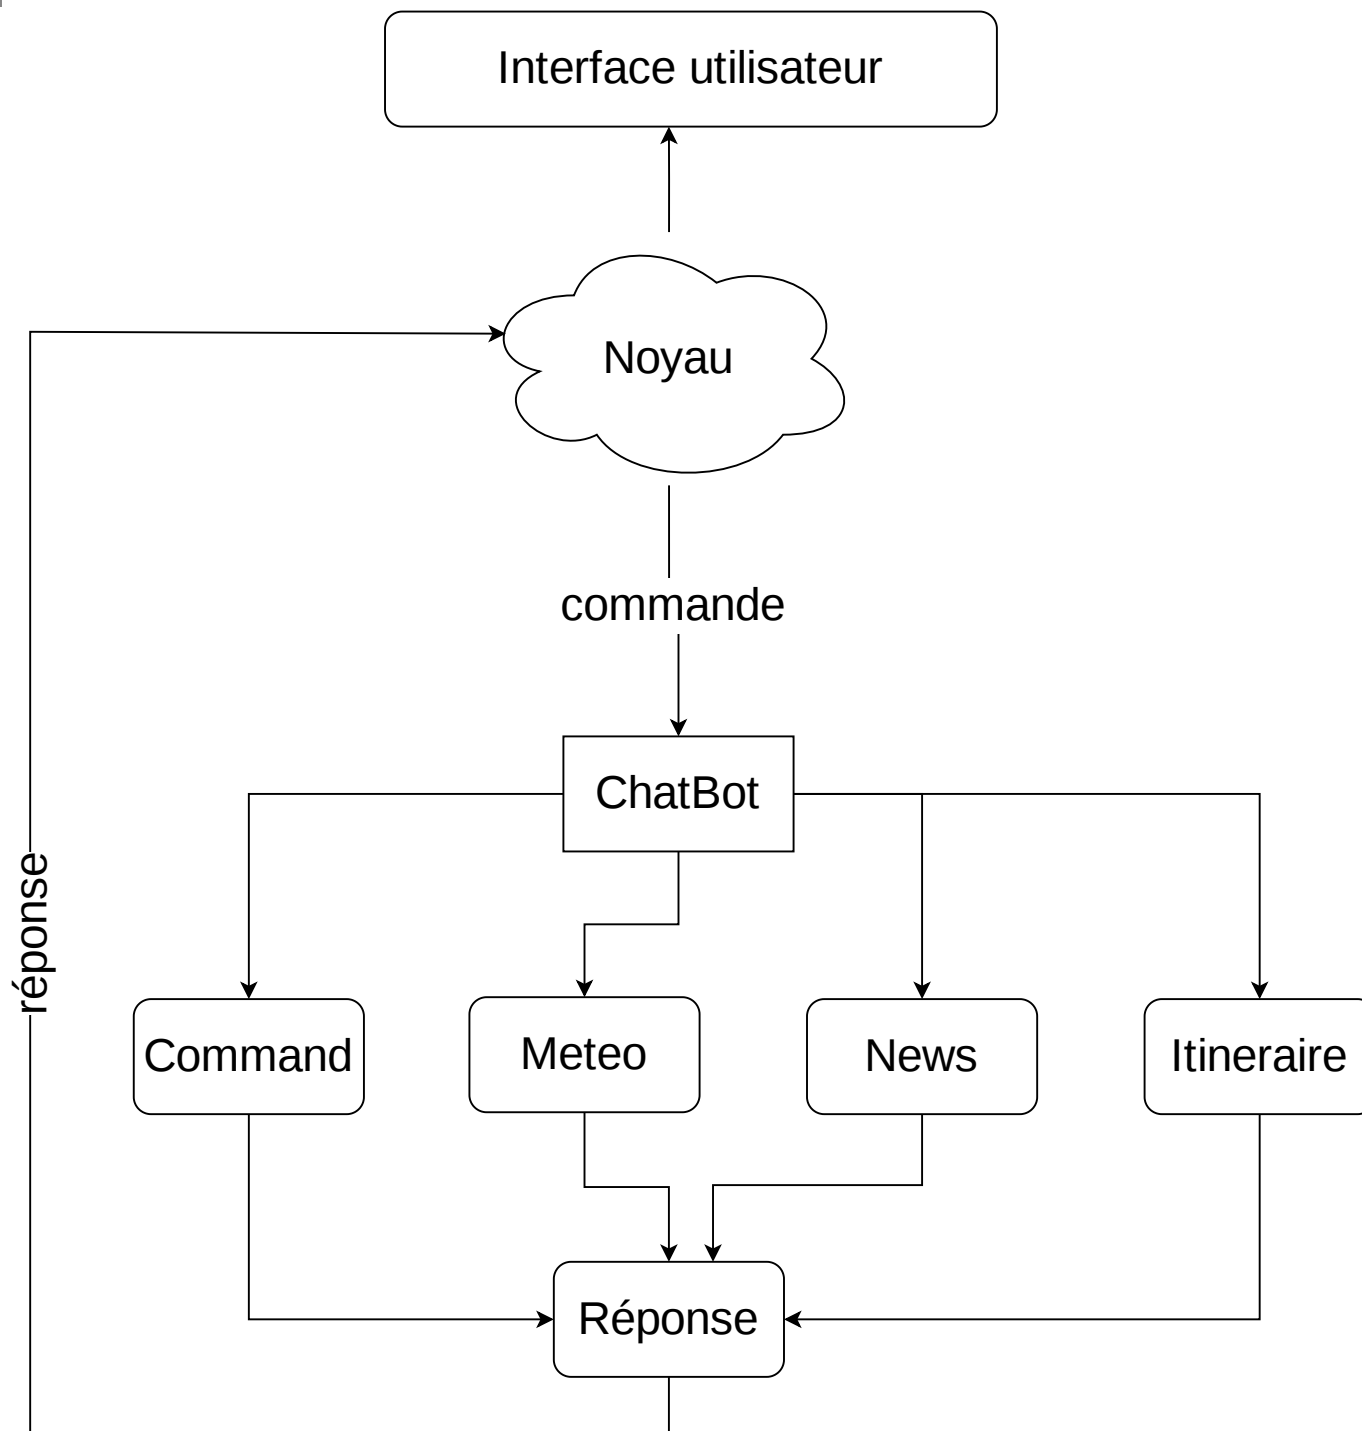 Interface utilisateur
Noyau
commande
ChatBot
réponse
Command
Meteo
News
Itineraire
Réponse